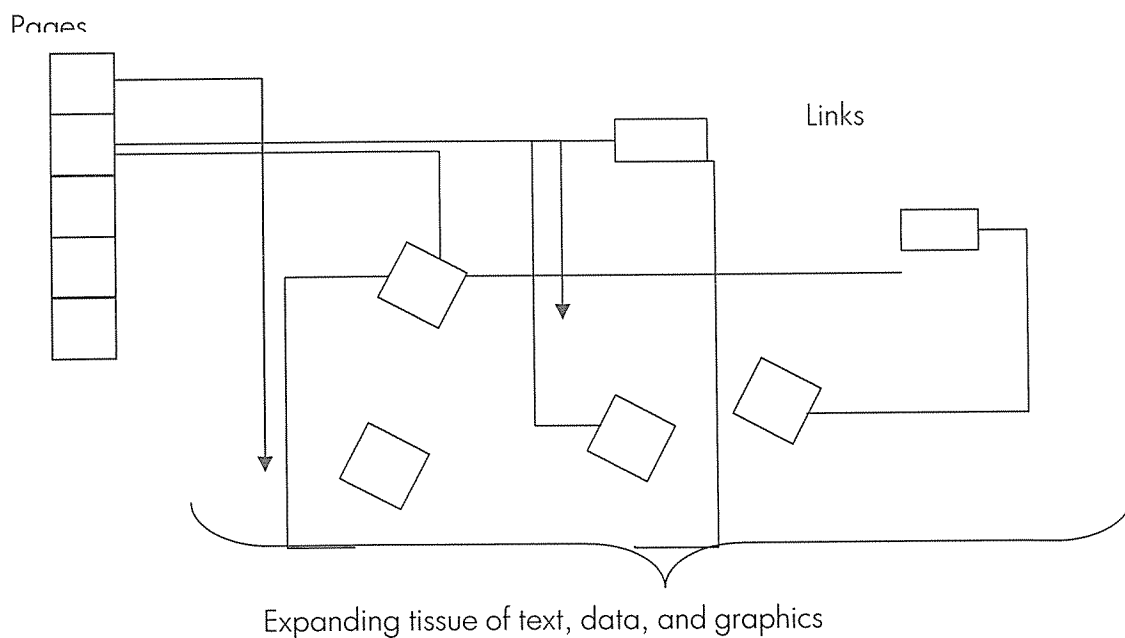 Pages
Links
Expanding tissue of text, data, and graphics